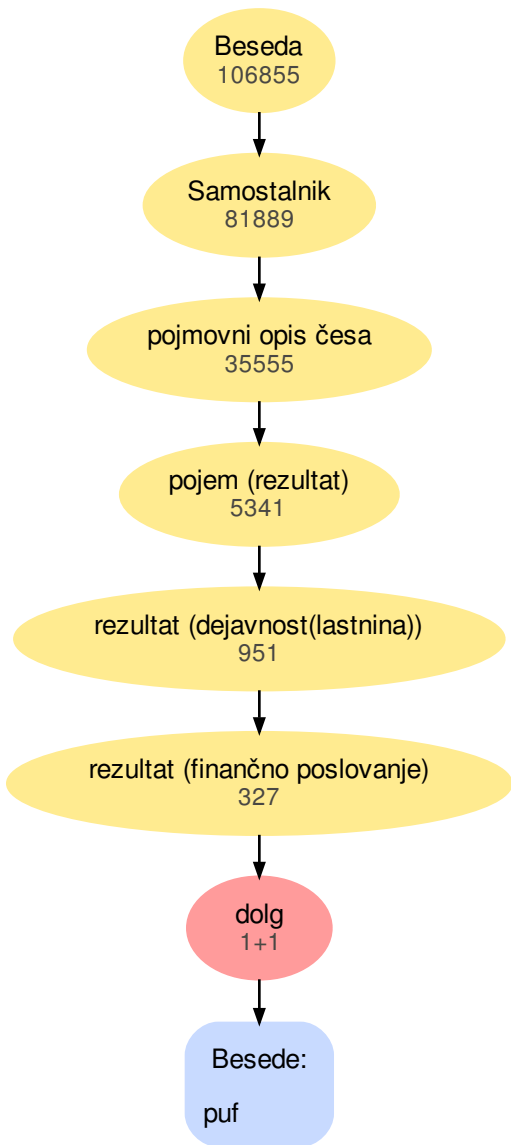 Beseda
106855
Samostalnik
81889
pojmovni opis česa
35555
pojem (rezultat)
5341
rezultat (dejavnost(lastnina))
951
rezultat (finančno poslovanje)
327
dolg
1+1
Besede:
puf